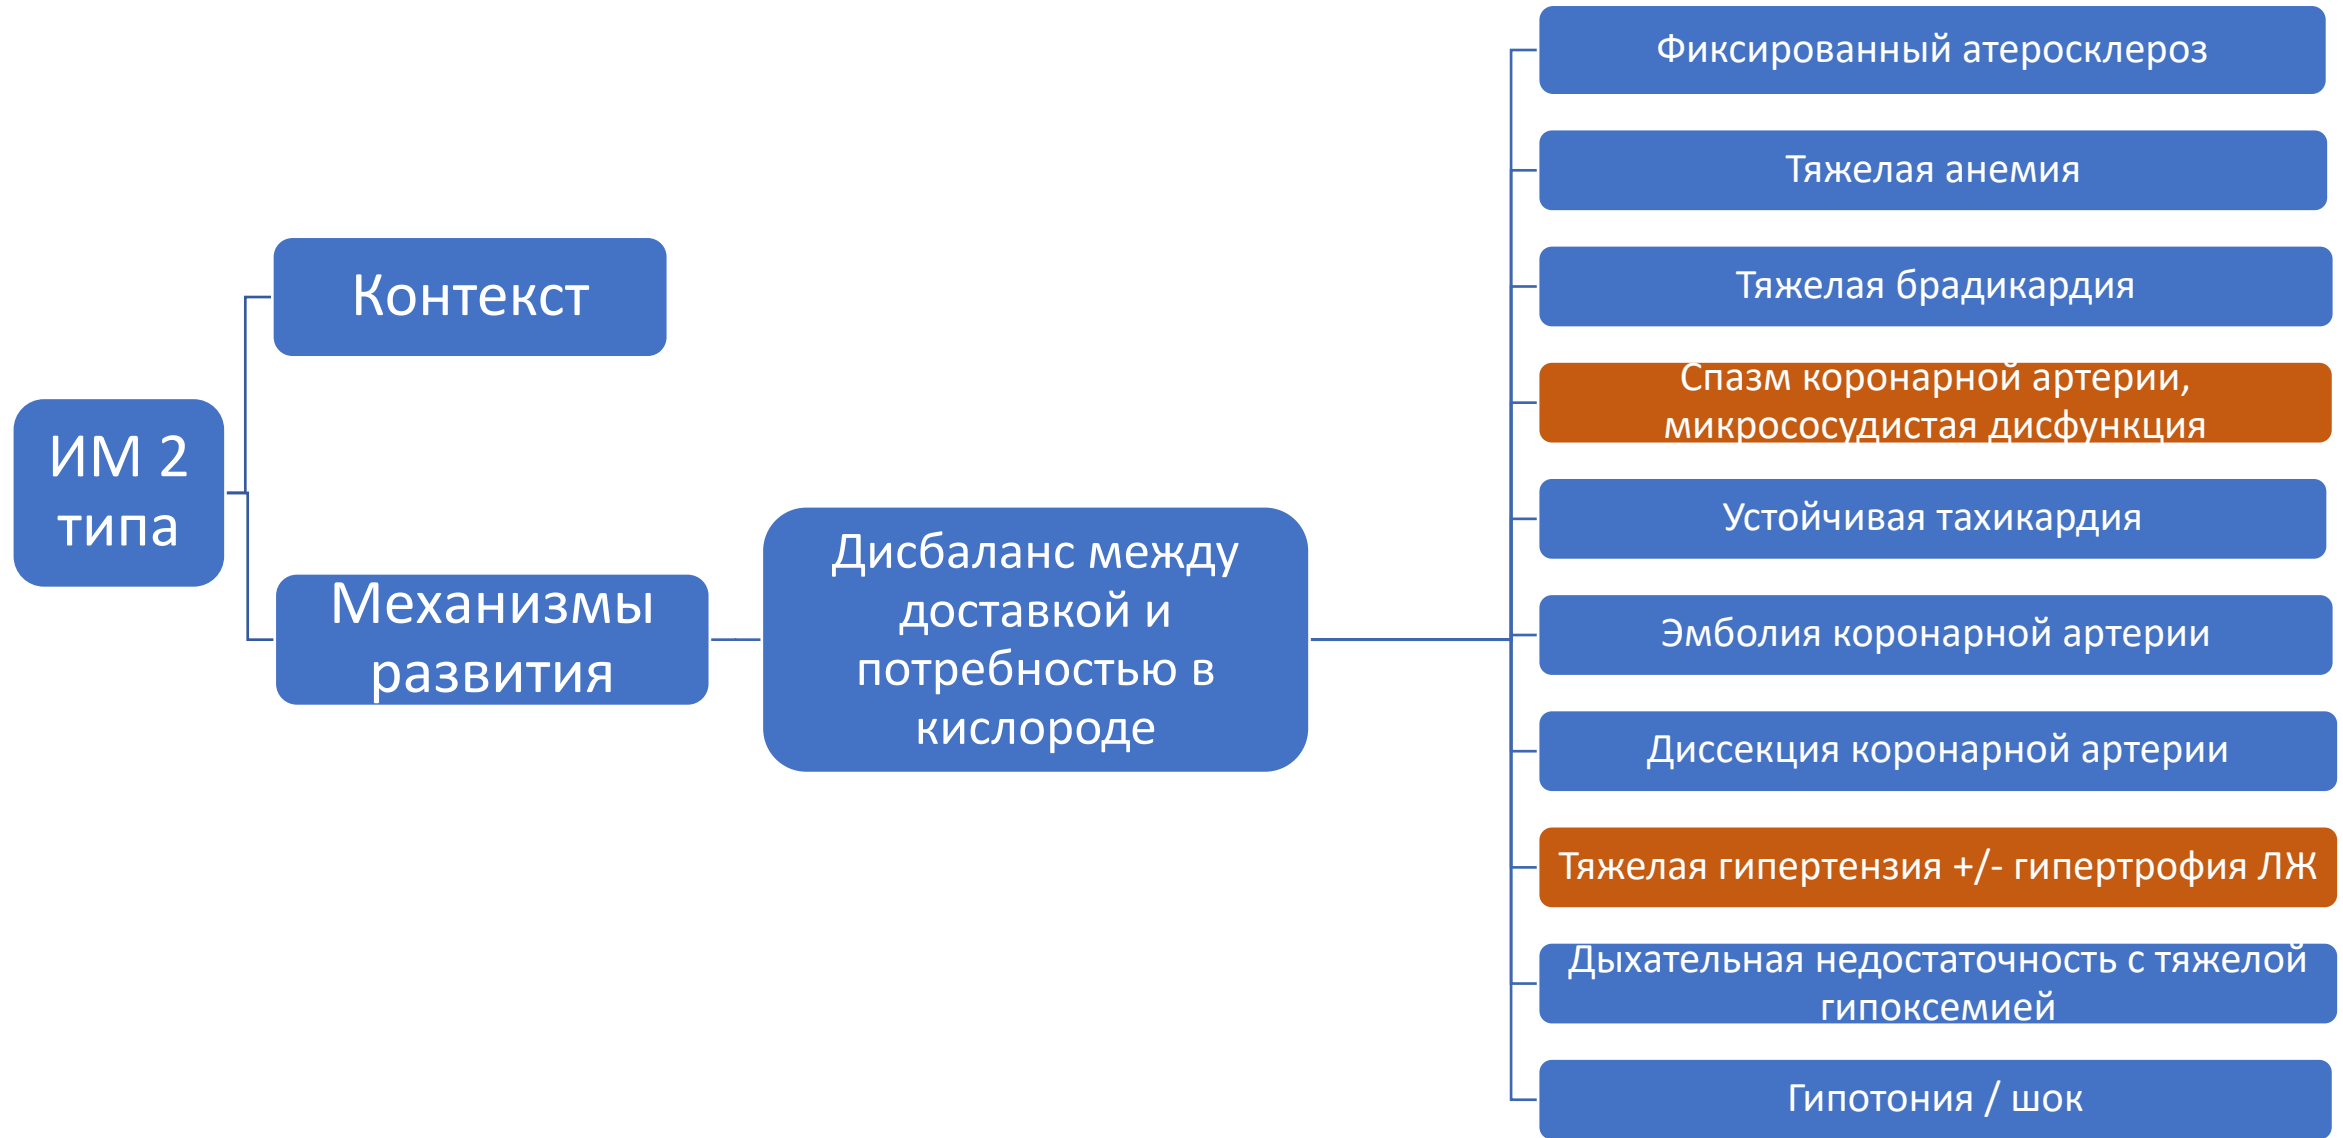 ИМ 2
типа
Контекст
Механизмы
развития
Дисбаланс между
доставкой и
потребностью в
кислороде
Фиксированный атеросклероз
Тяжелая анемия
Тяжелая брадикардия
Спазм коронарной артерии,
микрососудистая дисфункция
Устойчивая тахикардия
Эмболия коронарной артерии
Диссекция коронарной артерии
Тяжелая гипертензия +/- гипертрофия ЛЖ
Дыхательная недостаточность с тяжелой
гипоксемией
Гипотония / шок